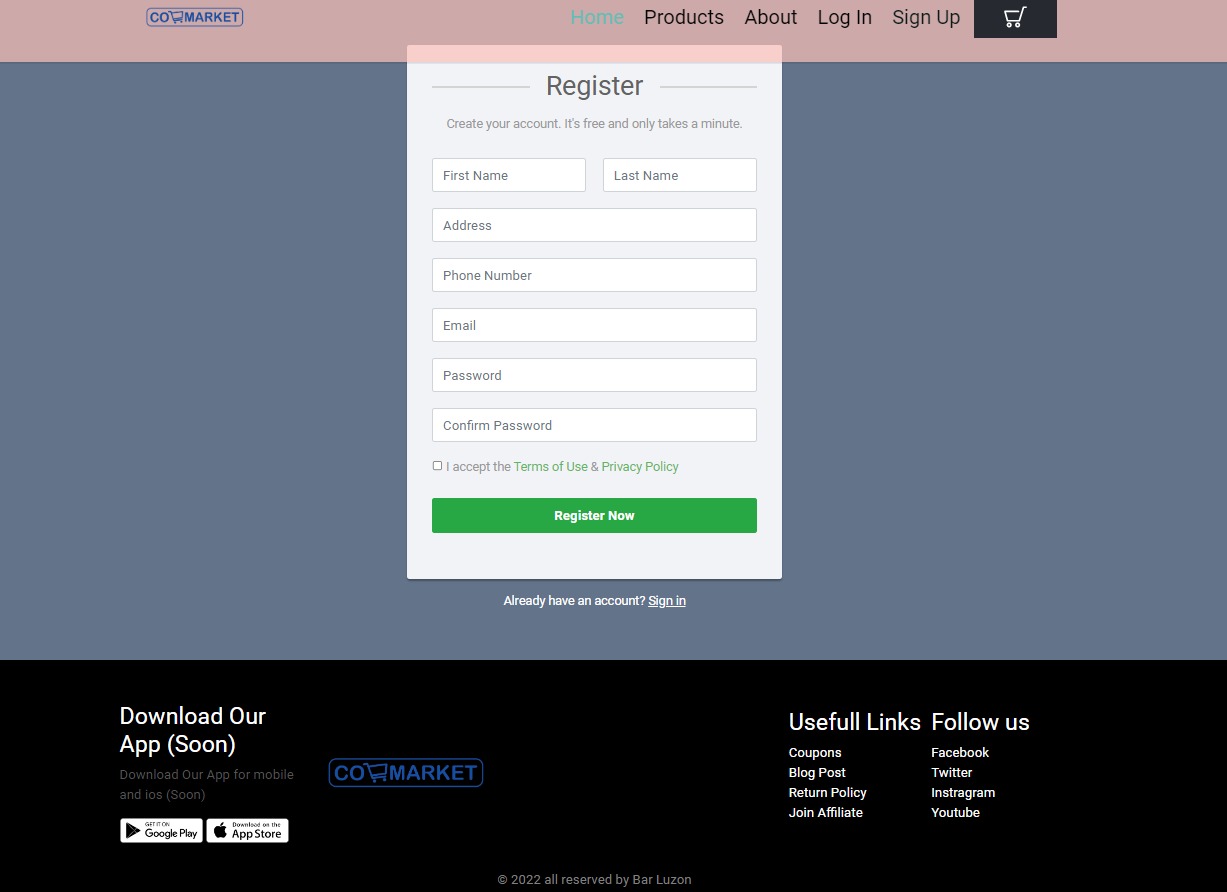 CO MARKET
Home Products About Log In Sign Up
Register
Create your account. It's free and only takes a minute.
First Name Last Name
Address
Phone Number
Email
Password
Confirm Password
I accept the Terms of Use & Privacy Policy
Register Now
Already have an account? Sign in
Download Our
App (Soon)
Download Our App for mobile
and ios (Soon)
GET IT ON
Google Play
Download on the
App Store
CO MARKET
Usefull Links
Coupons
Blog Post
Return Policy
Join Affiliate
Follow us
Facebook
Twitter
Instragram
Youtube
© 2022 all reserved by Bar Luzon